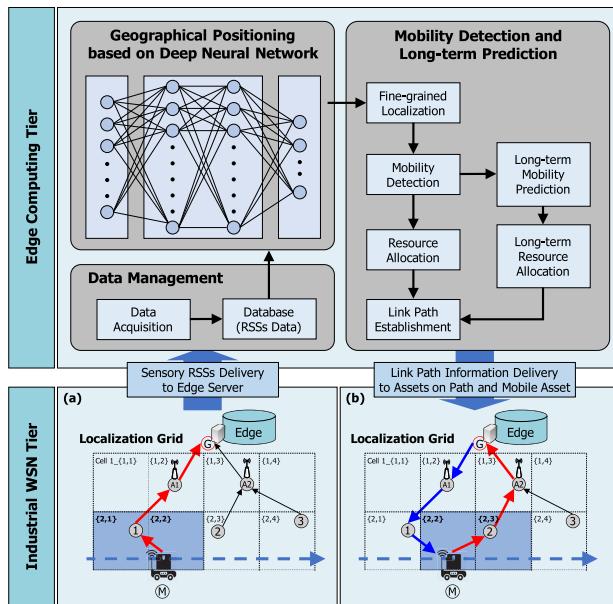 Edge Computing Tier
Geographical Positioning
based on Deep Neural Network
Mobility Detection and
Long-term Prediction
Fine-grained
Localization
Mobility
Detection
Long-term
Mobility
Prediction
Resource
Allocation
Long-term
Resource
Allocation
Link Path
Establishment
Data Management
Data
Acquisition
Database
(RSSs Data)
Sensory RSSs Delivery
to Edge Server
Link Path Information Delivery
to Assets on Path and Mobile Asset
Industrial WSN Tier
(a)
Localization Grid
Edge
G
Cell 1_{1,1}
{1,2}
{1,3}
{1,4}
A1
A2
{2,1}
{2,2}
{2,3}
{2,4}
1
2
3
M
(b)
Localization Grid
Edge
G
Cell 1_{1,1}
{1,2}
{1,3}
{1,4}
A1
A2
{2,1}
{2,2}
{2,3}
{2,4}
1
2
3
M